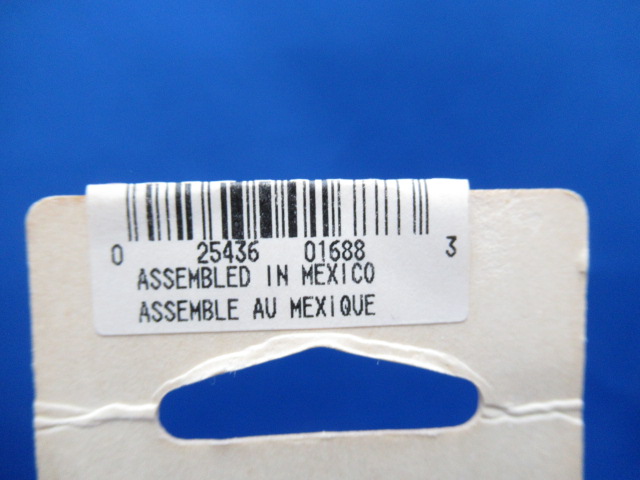 0 25436 01688 3
ASSEMBLED IN MEXICO
ASSEMBLE AU MEXIQUE